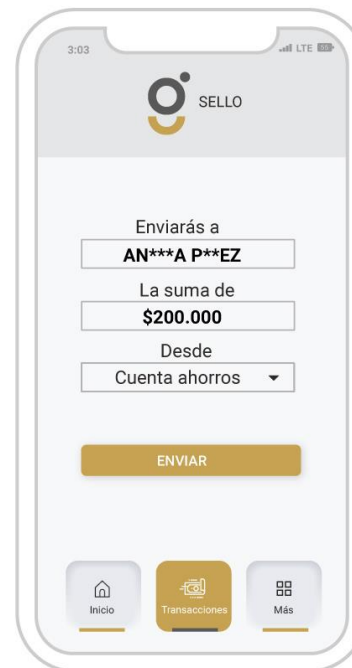 3:03 LTE
g SELLO
Enviarás a
AN***A P**EZ
La suma de
$200.000
Desde
Cuenta ahorros
ENVIAR
Inicio Transacciones Más